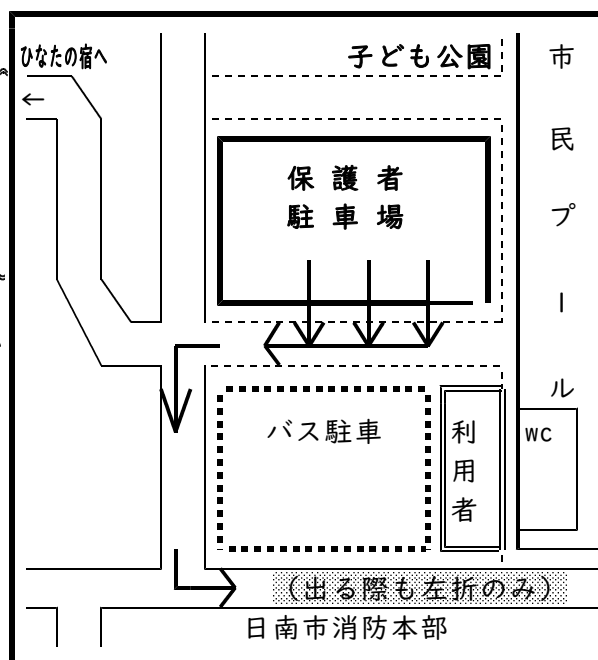 ひなたの宿へ
←
子ども公園
保護者
駐車場
市民プール
バス駐車
利用者
WC
（出る際も左折のみ）
日南市消防本部